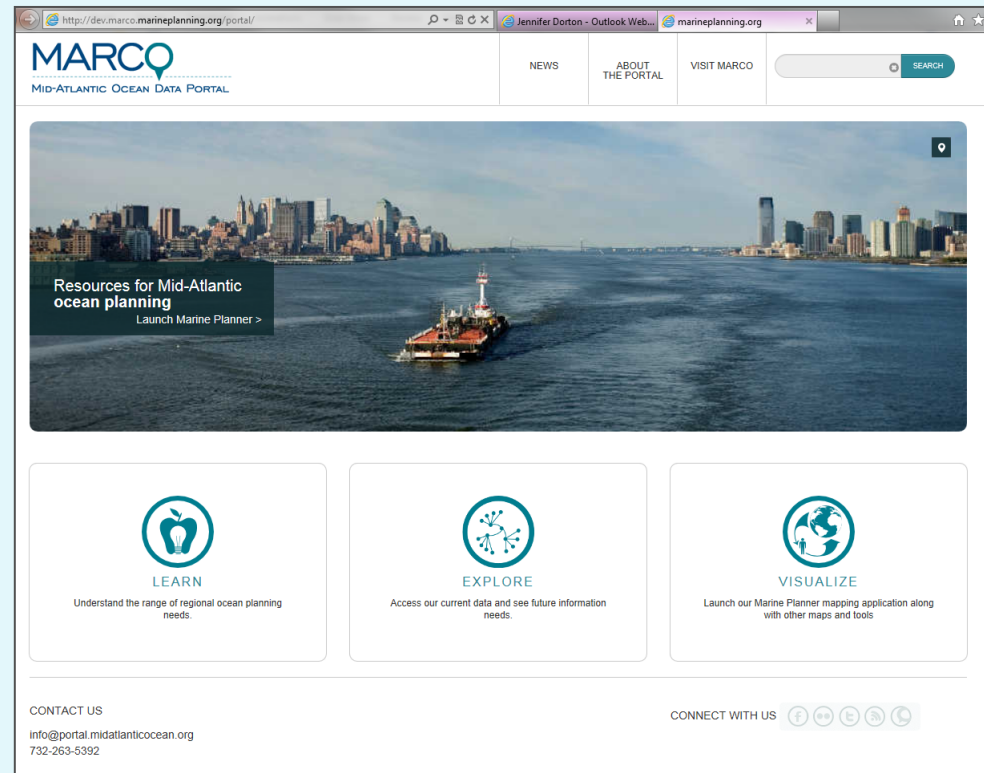 http://dev.marco.marineplanning.org/portal/
Jennifer Dorton - Outlook Web...
marineplanning.org
MARCO
MID-ATLANTIC OCEAN DATA PORTAL
NEWS
ABOUT
THE PORTAL
VISIT MARCO
SEARCH
Resources for Mid-Atlantic
ocean planning
Launch Marine Planner >
LEARN
Understand the range of regional ocean planning
needs.
EXPLORE
Access our current data and see future information
needs.
VISUALIZE
Launch our Marine Planner mapping application along
with other maps and tools
CONTACT US
info@portal.midatlanticocean.org
732-263-5392
CONNECT WITH US